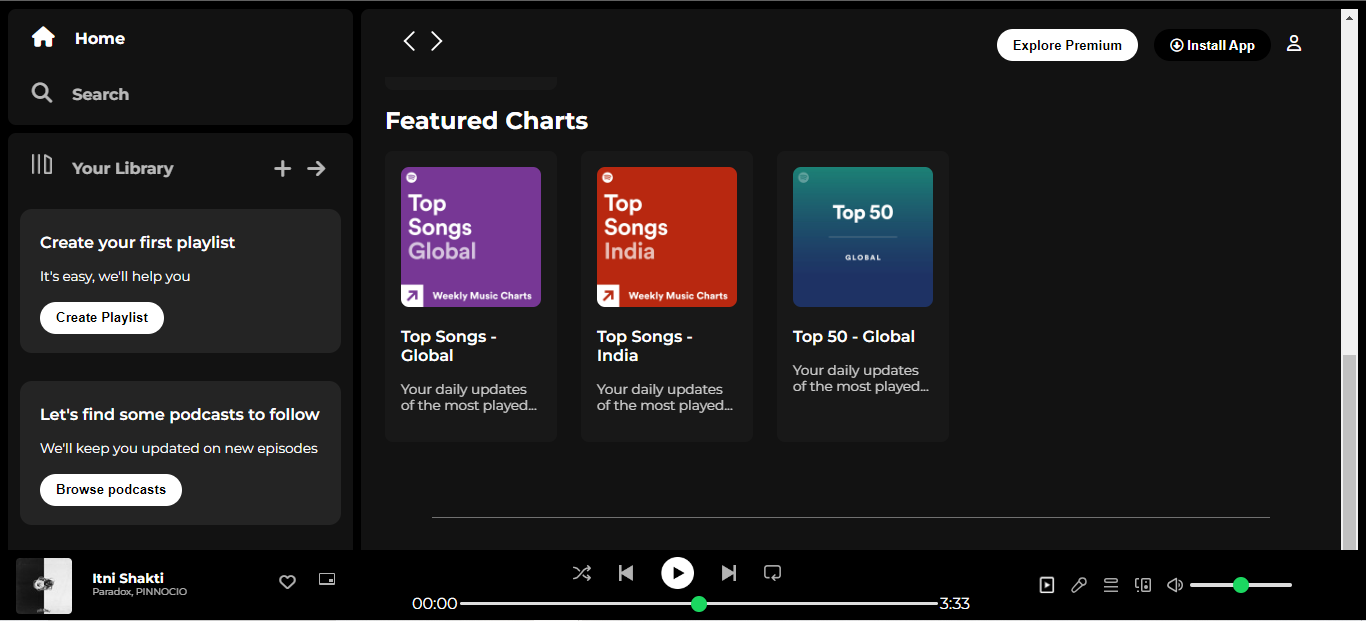 Home
Search
Your Library
Create your first playlist
It's easy, we'll help you
Create Playlist
Let's find some podcasts to follow
We'll keep you updated on new episodes
Browse podcasts
Explore Premium
Install App
Featured Charts
Top
Songs
Global
Weekly Music Charts
Top Songs -
Global
Your daily updates
of the most played...
Top
Songs
India
Weekly Music Charts
Top Songs -
India
Your daily updates
of the most played...
Top 50
GLOBAL
Top 50 - Global
Your daily updates
of the most played...
Itni Shakti
Paradox, PINNOCIO
00:00
3:33